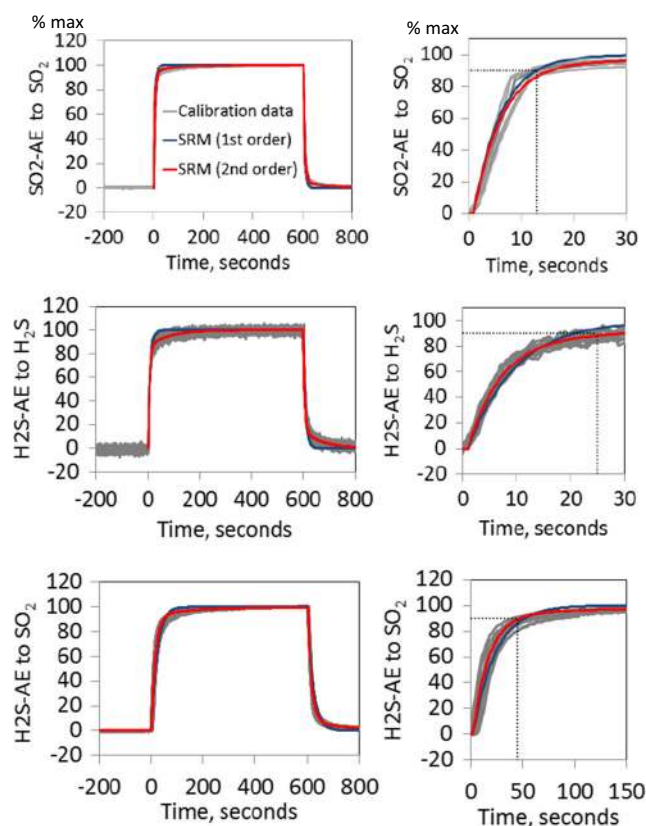 % max
SO2-AE to SO₂
120
100
80
60
40
20
0
-20
Calibration data
SRM (1st order)
SRM (2nd order)
-200 0 200 400 600 800
Time, seconds
% max
SO2-AE to SO₂
100
80
60
40
20
0
0 10 20 30
Time, seconds
H2S-AE to H₂S
120
100
80
60
40
20
0
-20
-200 0 200 400 600 800
Time, seconds
H2S-AE to H₂S
120
100
80
60
40
20
0
-20
0 10 20 30
Time, seconds
H2S-AE to SO₂
120
100
80
60
40
20
0
-20
-200 0 200 400 600 800
Time, seconds
H2S-AE to SO₂
120
100
80
60
40
20
0
-20
0 50 100 150
Time, seconds